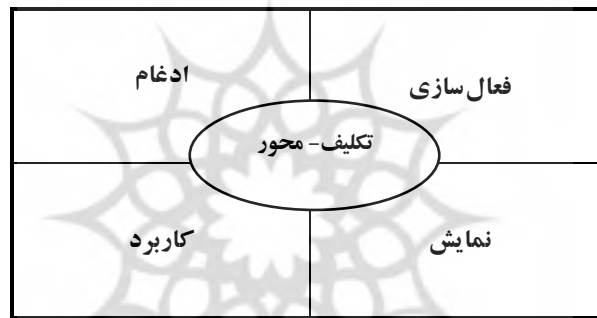 فعال‌سازی
ادغام
تکلیف- محور
نمایش
کاربرد